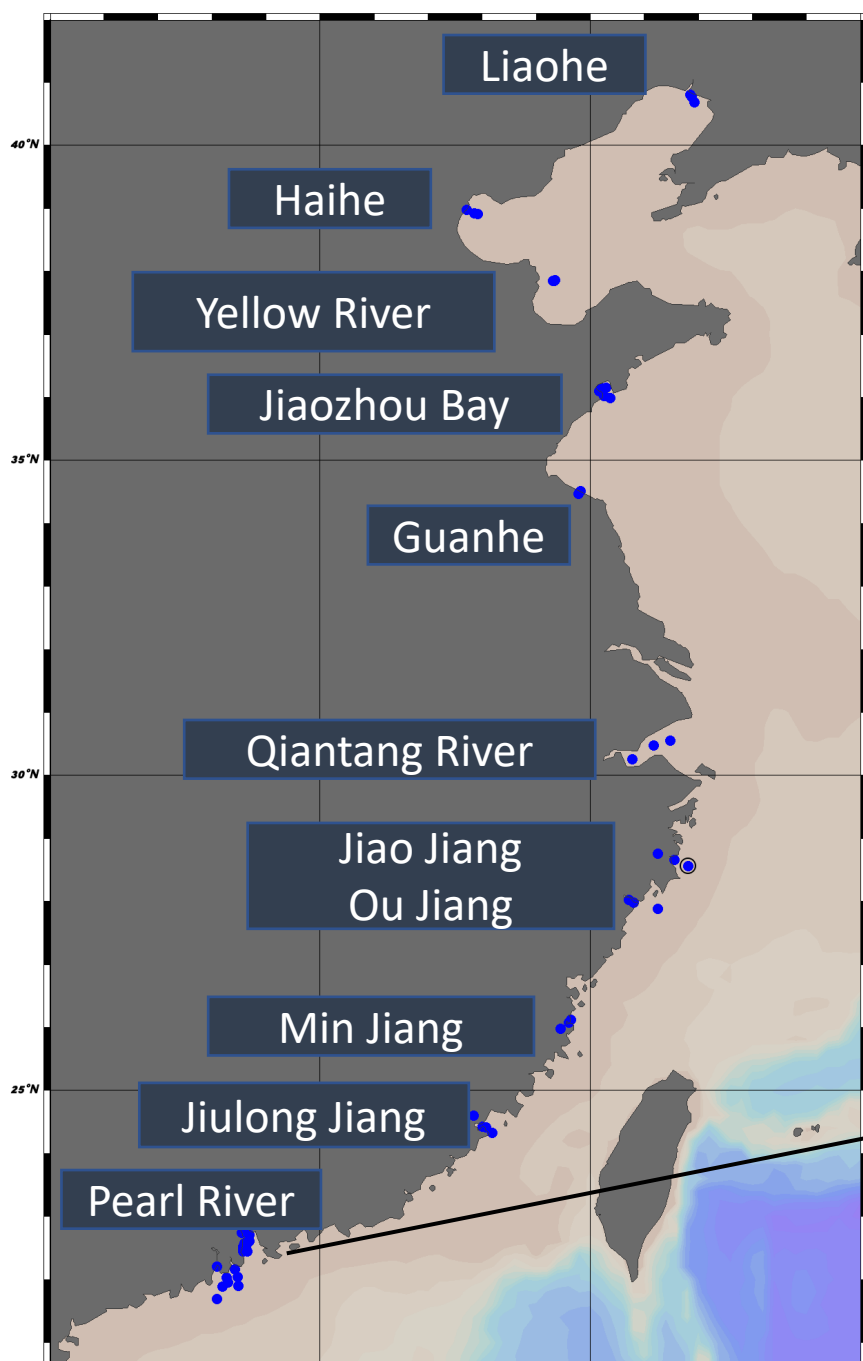 Liaohe
40°N
Haihe
Yellow River
Jiaozhou Bay
35°N
Guanhe
Qiantang River
30°N
Jiao Jiang
Ou Jiang
Min Jiang
25°N
Jiulong Jiang
Pearl River